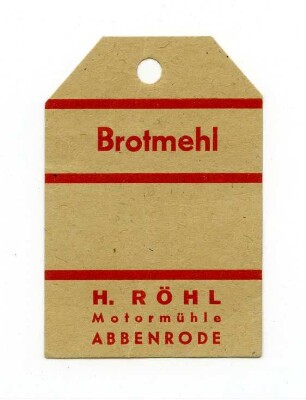 Brotmehl
H. RÖHL
Motormühle
ABBENRODE